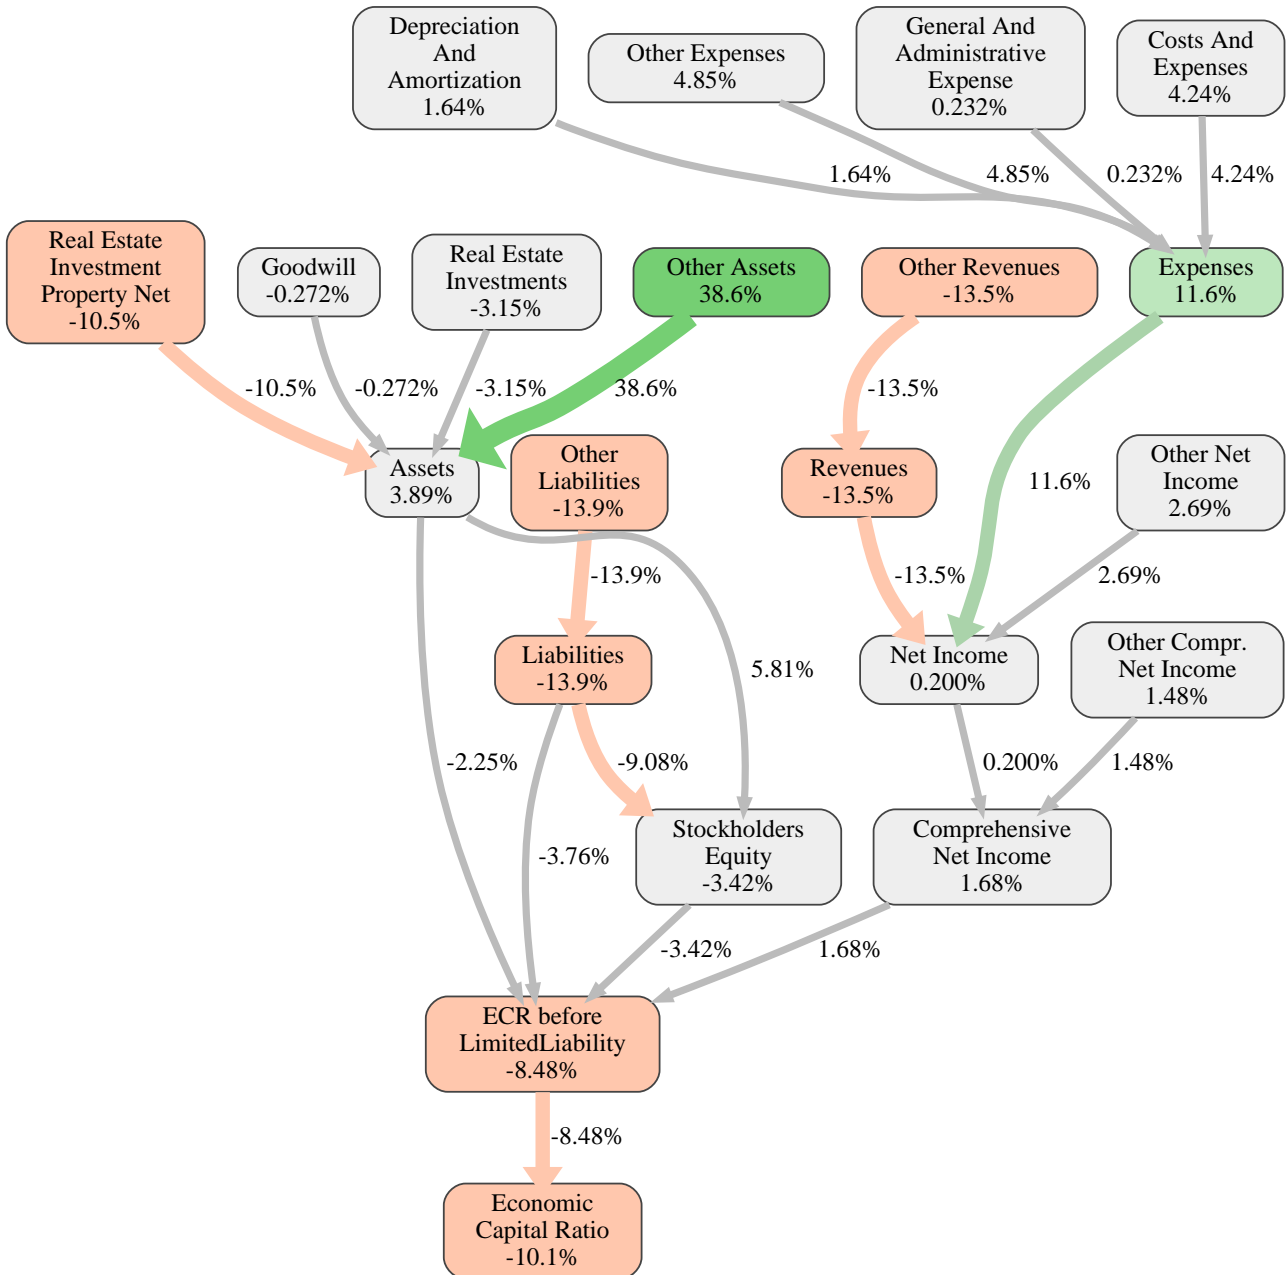 Depreciation
And
Amortization
1.64%
Other Expenses
4.85%
General And
Administrative
Expense
0.232%
Costs And
Expenses
4.24%
1.64%
4.85%
0.232%
4.24%
Real Estate
Investment
Property Net
-10.5%
Goodwill
-0.272%
Real Estate
Investments
-3.15%
Other Assets
38.6%
Other Revenues
-13.5%
Expenses
11.6%
-10.5%
-0.272%
-3.15%
38.6%
-13.5%
Assets
3.89%
Other
Liabilities
-13.9%
Revenues
-13.5%
11.6%
Other Net
Income
2.69%
-13.9%
-13.5%
2.69%
Liabilities
-13.9%
5.81%
Net Income
0.200%
Other Compr.
Net Income
1.48%
-2.25%
-9.08%
0.200%
1.48%
-3.76%
Stockholders
Equity
-3.42%
Comprehensive
Net Income
1.68%
-3.42%
1.68%
ECR before
LimitedLiability
-8.48%
-8.48%
Economic
Capital Ratio
-10.1%